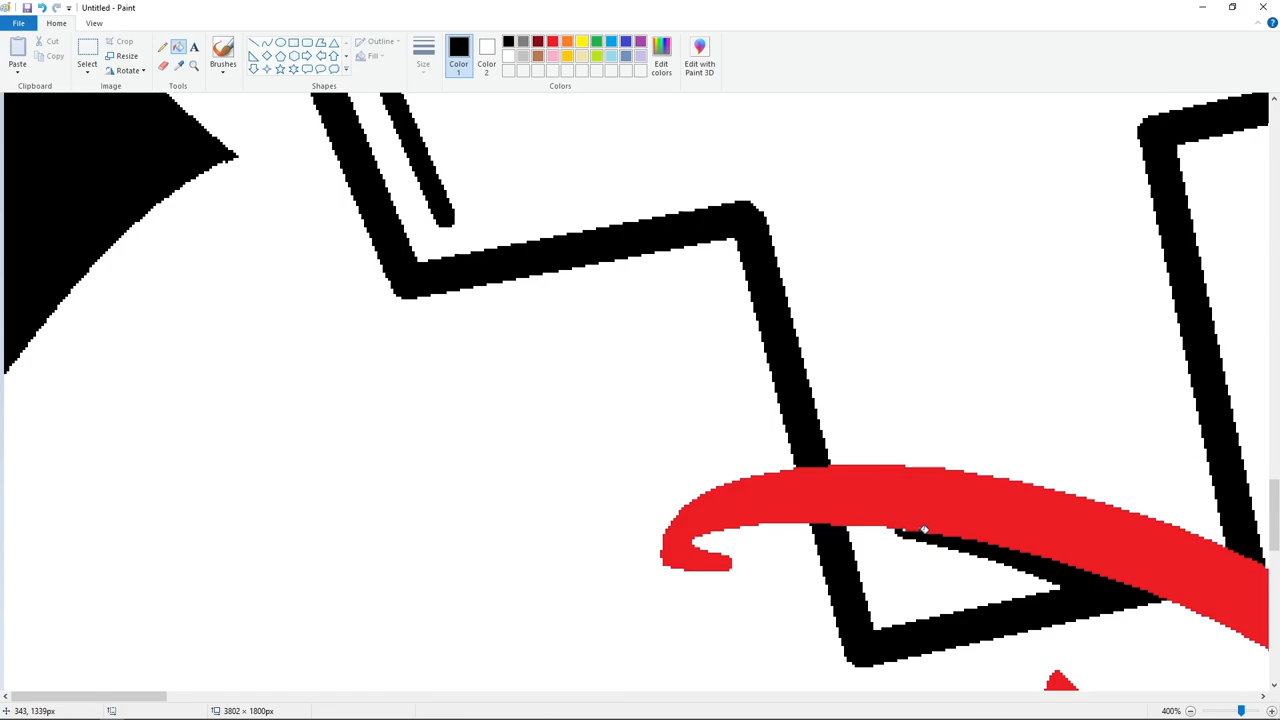 Untitled - Paint
File Home View
Paste
Cut
Copy
Clipboard
Select
Crop
Resize
Rotate
Image
A
Tools
Brushes
Outline
Fill
Shapes
Size
Color 1
Color 2
Edit colors
Colors
Edit with Paint 3D
343, 1339px
3802 × 1800px
400%